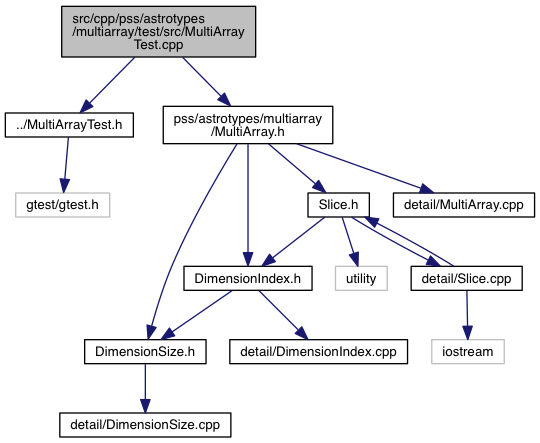 src/cpp/pss/astrotypes
/multiarray/test/src/MultiArray
Test.cpp
../MultiArrayTest.h
pss/astrotypes/multiarray
/MultiArray.h
gtest/gtest.h
Slice.h
detail/MultiArray.cpp
DimensionIndex.h
utility
detail/Slice.cpp
DimensionSize.h
detail/DimensionIndex.cpp
iostream
detail/DimensionSize.cpp